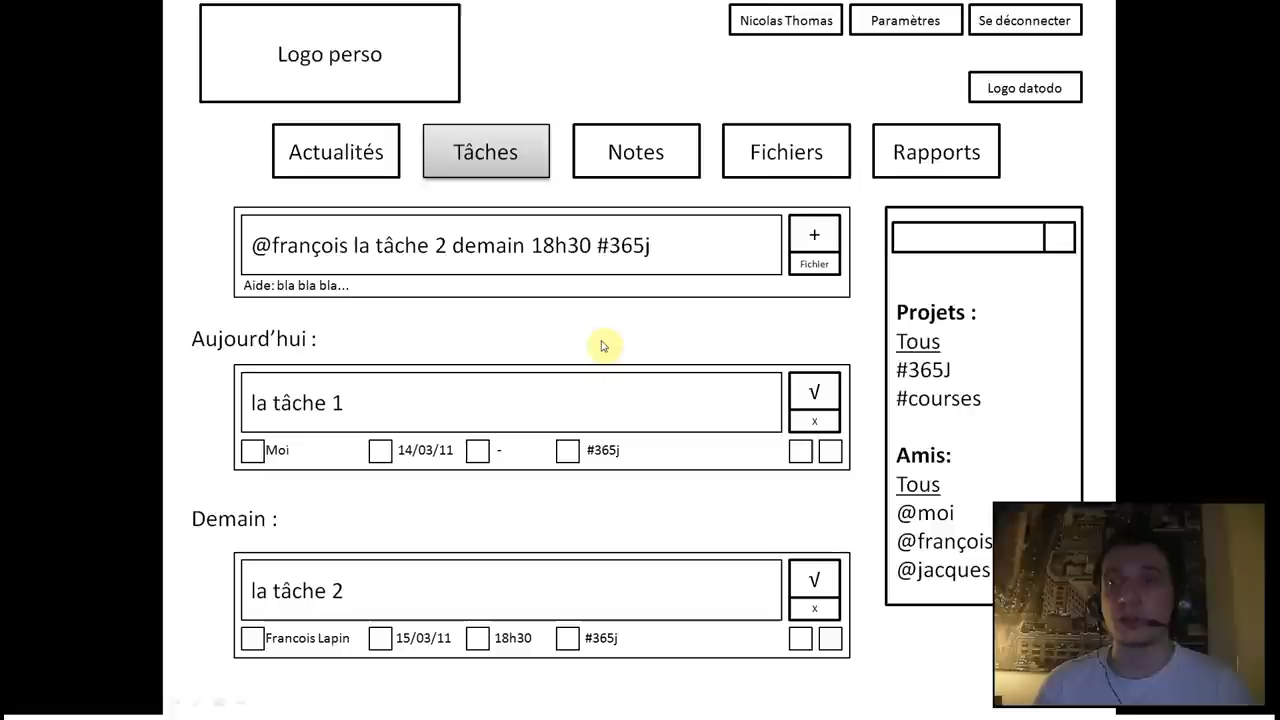 Logo perso
Nicolas Thomas
Paramètres
Se déconnecter
Logo datodo
Actualités
Tâches
Notes
Fichiers
Rapports
@françois la tâche 2 demain 18h30 #365j
+
Fichier
Aide: bla bla bla...
Aujourd’hui :
la tâche 1
√
x
Moi
14/03/11
-
#365j
Demain :
la tâche 2
√
x
Francois Lapin
15/03/11
18h30
#365j
Projets :
Tous
#365J
#courses
Amis:
Tous
@moi
@françois
@jacques